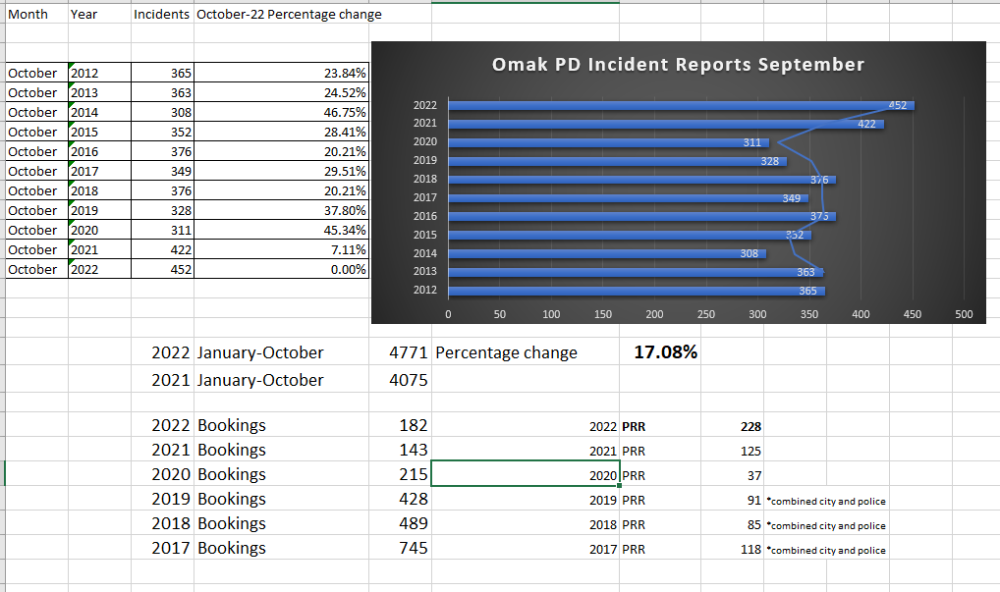 Month Year Incidents October-22 Percentage change
October 2012 365 23.84%
October 2013 363 24.52%
October 2014 308 46.75%
October 2015 352 28.41%
October 2016 376 20.21%
October 2017 349 29.51%
October 2018 376 20.21%
October 2019 328 37.80%
October 2020 311 45.34%
October 2021 422 7.11%
October 2022 452 0.00%
Omak PD Incident Reports September
2022 452
2021 422
2020 311
2019 328
2018 376
2017 349
2016 375
2015 352
2014 308
2013 363
2012 365
0 50 100 150 200 250 300 350 400 450 500
2022 January-October 4771 Percentage change 17.08%
2021 January-October 4075
2022 Bookings 182 2022 PRR 228
2021 Bookings 143 2021 PRR 125
2020 Bookings 215 2020 PRR 37
2019 Bookings 428 2019 PRR 91 *combined city and police
2018 Bookings 489 2018 PRR 85 *combined city and police
2017 Bookings 745 2017 PRR 118 *combined city and police